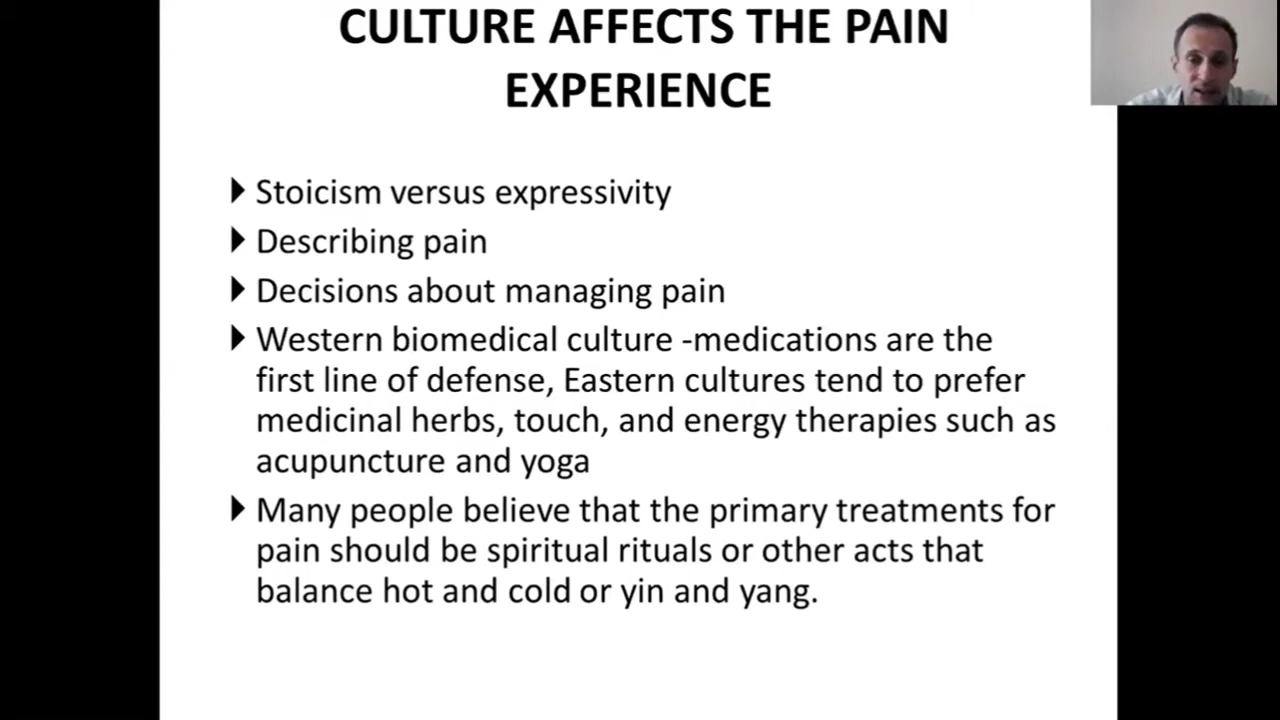 CULTURE AFFECTS THE PAIN
EXPERIENCE
Stoicism versus expressivity
Describing pain
Decisions about managing pain
Western biomedical culture -medications are the
first line of defense, Eastern cultures tend to prefer
medicinal herbs, touch, and energy therapies such as
acupuncture and yoga
Many people believe that the primary treatments for
pain should be spiritual rituals or other acts that
balance hot and cold or yin and yang.